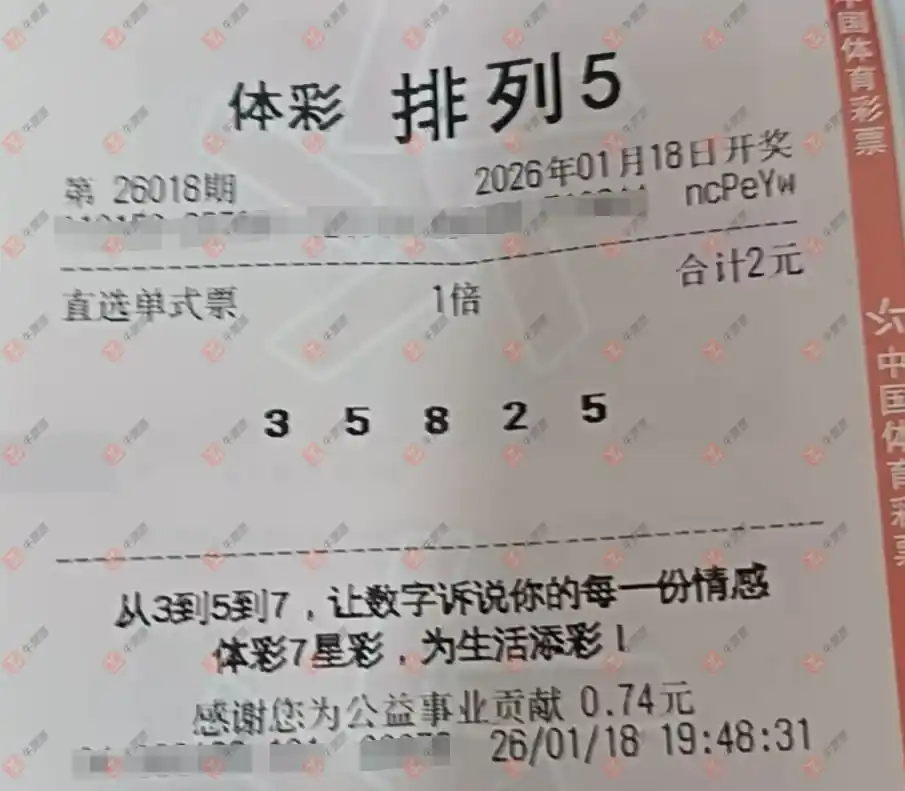 体彩 排列5
第 26018期
2026年01月18日开奖
ncPeYw
直选单式票 1倍 合计2元
3 5 8 2 5
从3到5到7，让数字诉说你的每一份情感
体彩7星彩，为生活添彩！
感谢您为公益事业贡献 0.74元
26/01/18 19:48:31
中国体育彩票
中国体育彩票